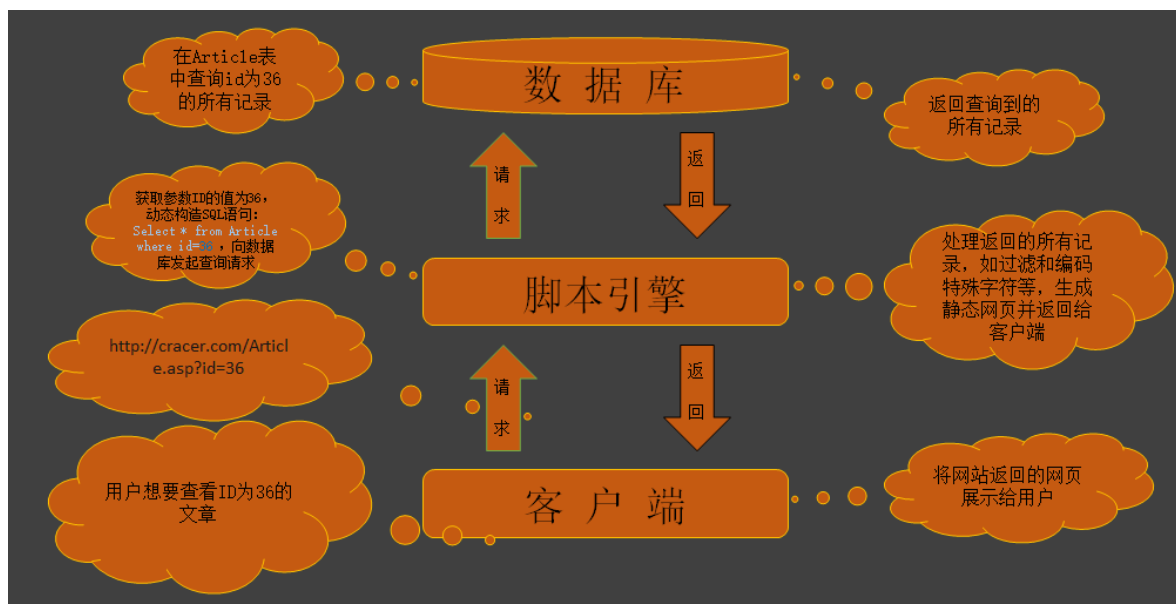 在Article表
中查询id为36
的所有记录
数 据 库
返回查询到的
所有记录
请
求
返
回
获取参数ID的值为36，
动态构造SQL语句：
Select * from Article
where id=36 ，向数据
库发起查询请求
脚本引擎
处理返回的所有记
录，如过滤和编码
特殊字符等，生成
静态网页并返回给
客户端
http://cracer.com/Articl
e.asp?id=36
请
求
返
回
用户想要查看ID为36的
文章
客 户 端
将网站返回的网页
展示给用户